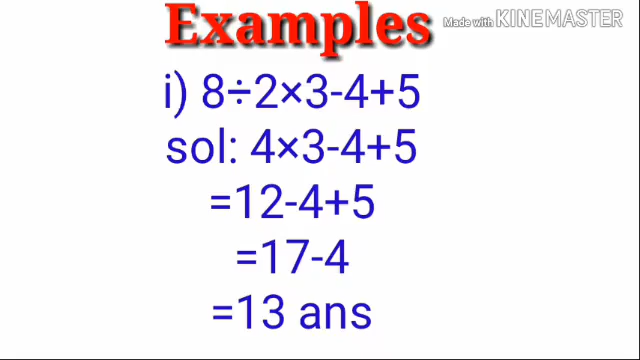 Examples
Made with KINEMASTER
i) 8÷2×3-4+5
sol: 4×3-4+5
=12-4+5
=17-4
=13 ans